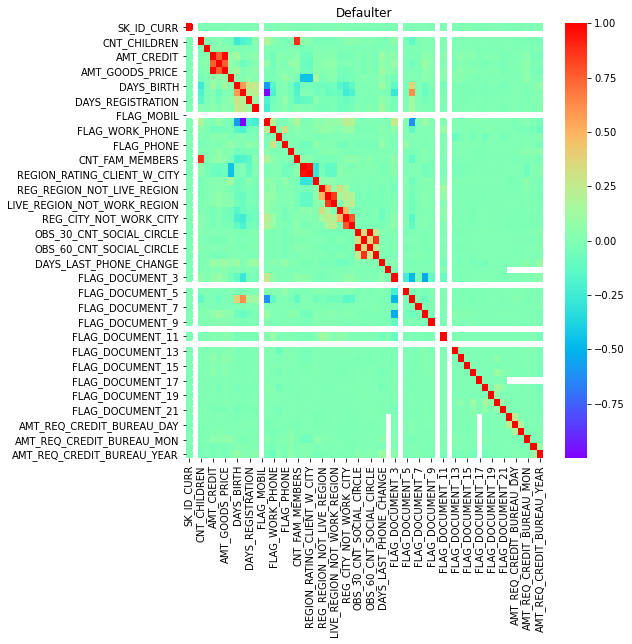 Defaulter
SK_ID_CURR
CNT_CHILDREN
AMT_CREDIT
AMT_GOODS_PRICE
DAYS_BIRTH
DAYS_REGISTRATION
FLAG_MOBIL
FLAG_WORK_PHONE
FLAG_PHONE
CNT_FAM_MEMBERS
REGION_RATING_CLIENT_W_CITY
REG_REGION_NOT_LIVE_REGION
LIVE_REGION_NOT_WORK_REGION
REG_CITY_NOT_WORK_CITY
OBS_30_CNT_SOCIAL_CIRCLE
OBS_60_CNT_SOCIAL_CIRCLE
DAYS_LAST_PHONE_CHANGE
FLAG_DOCUMENT_3
FLAG_DOCUMENT_5
FLAG_DOCUMENT_7
FLAG_DOCUMENT_9
FLAG_DOCUMENT_11
FLAG_DOCUMENT_13
FLAG_DOCUMENT_15
FLAG_DOCUMENT_17
FLAG_DOCUMENT_19
FLAG_DOCUMENT_21
AMT_REQ_CREDIT_BUREAU_DAY
AMT_REQ_CREDIT_BUREAU_MON
AMT_REQ_CREDIT_BUREAU_YEAR
SK_ID_CURR
CNT_CHILDREN
AMT_CREDIT
AMT_GOODS_PRICE
DAYS_BIRTH
DAYS_REGISTRATION
FLAG_MOBIL
FLAG_WORK_PHONE
FLAG_PHONE
CNT_FAM_MEMBERS
REGION_RATING_CLIENT_W_CITY
REG_REGION_NOT_LIVE_REGION
LIVE_REGION_NOT_WORK_REGION
REG_CITY_NOT_WORK_CITY
OBS_30_CNT_SOCIAL_CIRCLE
OBS_60_CNT_SOCIAL_CIRCLE
DAYS_LAST_PHONE_CHANGE
FLAG_DOCUMENT_3
FLAG_DOCUMENT_5
FLAG_DOCUMENT_7
FLAG_DOCUMENT_9
FLAG_DOCUMENT_11
FLAG_DOCUMENT_13
FLAG_DOCUMENT_15
FLAG_DOCUMENT_17
FLAG_DOCUMENT_19
FLAG_DOCUMENT_21
AMT_REQ_CREDIT_BUREAU_DAY
AMT_REQ_CREDIT_BUREAU_MON
AMT_REQ_CREDIT_BUREAU_YEAR
1.00
0.75
0.50
0.25
0.00
−0.25
−0.50
−0.75